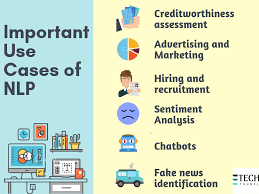 Important
Use
Cases of
NLP
Creditworthiness
assessment
Advertising and
Marketing
Hiring and
recruitment
Sentiment
Analysis
Chatbots
Fake news
identification
TECH